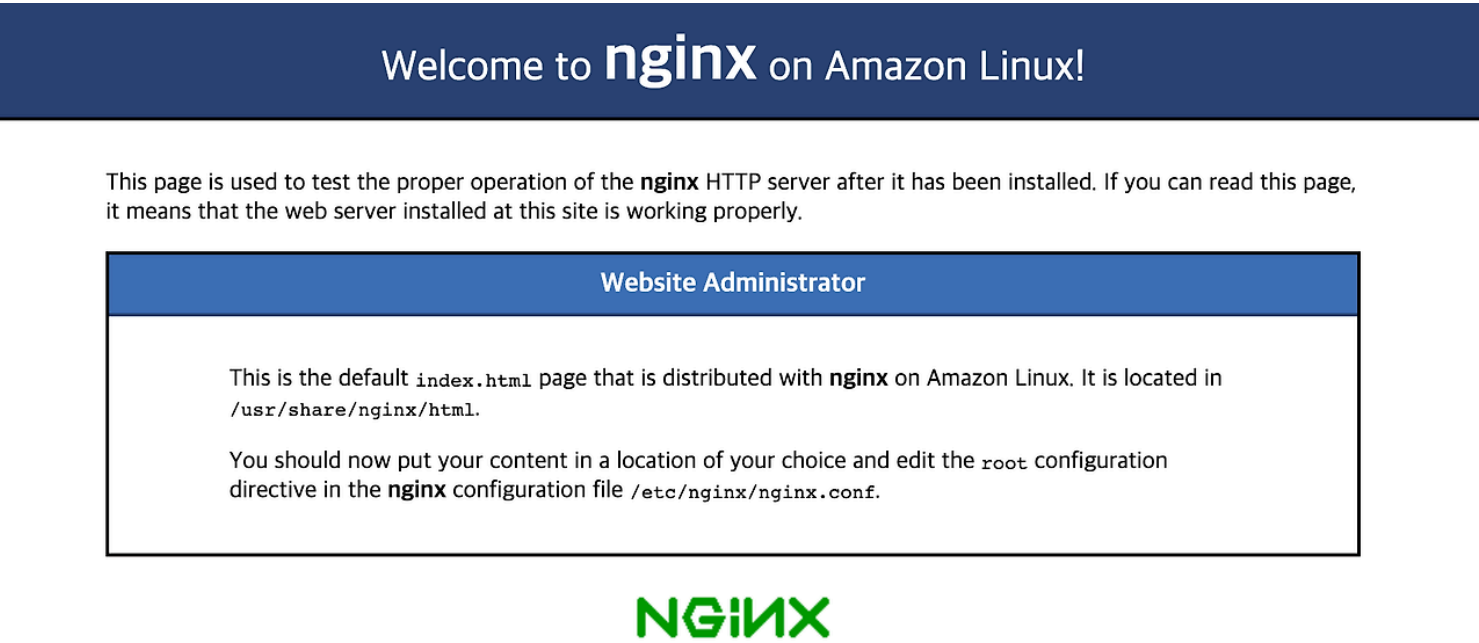 Welcome to nginx on Amazon Linux!
This page is used to test the proper operation of the nginx HTTP server after it has been installed. If you can read this page,
it means that the web server installed at this site is working properly.
Website Administrator
This is the default index.html page that is distributed with nginx on Amazon Linux. It is located in
/usr/share/nginx/html.
You should now put your content in a location of your choice and edit the root configuration
directive in the nginx configuration file /etc/nginx/nginx.conf.
NGiNX